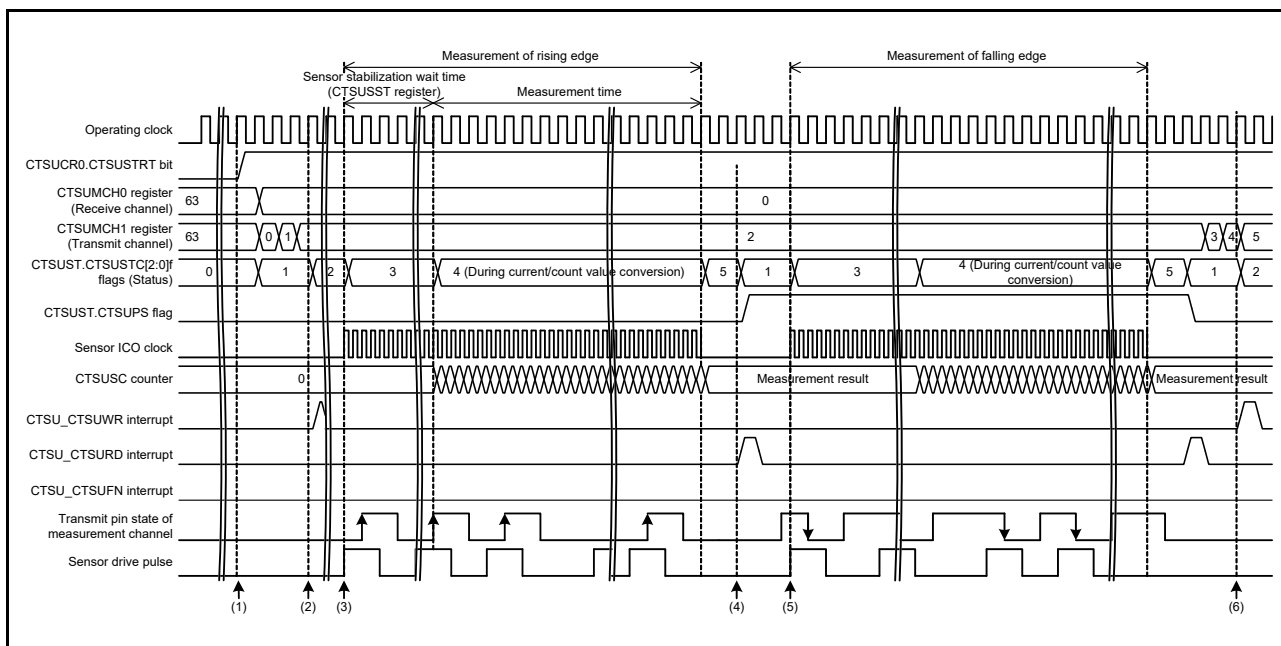 Measurement of rising edge
Measurement of falling edge
Sensor stabilization wait time
(CTSUSST register)
Measurement time
Operating clock
CTSUCR0.CTSUSTRT bit
CTSUMCH0 register
(Receive channel)
63
0
CTSUMCH1 register
(Transmit channel)
63
0
1
2
3
4
5
CTSUST.CTSUSTC[2:0]f
flags (Status)
0
1
2
3
4 (During current/count value conversion)
5
1
3
4 (During current/count value
conversion)
5
1
2
CTSUST.CTSUPS flag
Sensor ICO clock
CTSUSC counter
0
Measurement result
Measurement result
CTSU_CTSUWR interrupt
CTSU_CTSURD interrupt
CTSU_CTSUFN interrupt
Transmit pin state of
measurement channel
Sensor drive pulse
(1)
(2)
(3)
(4)
(5)
(6)